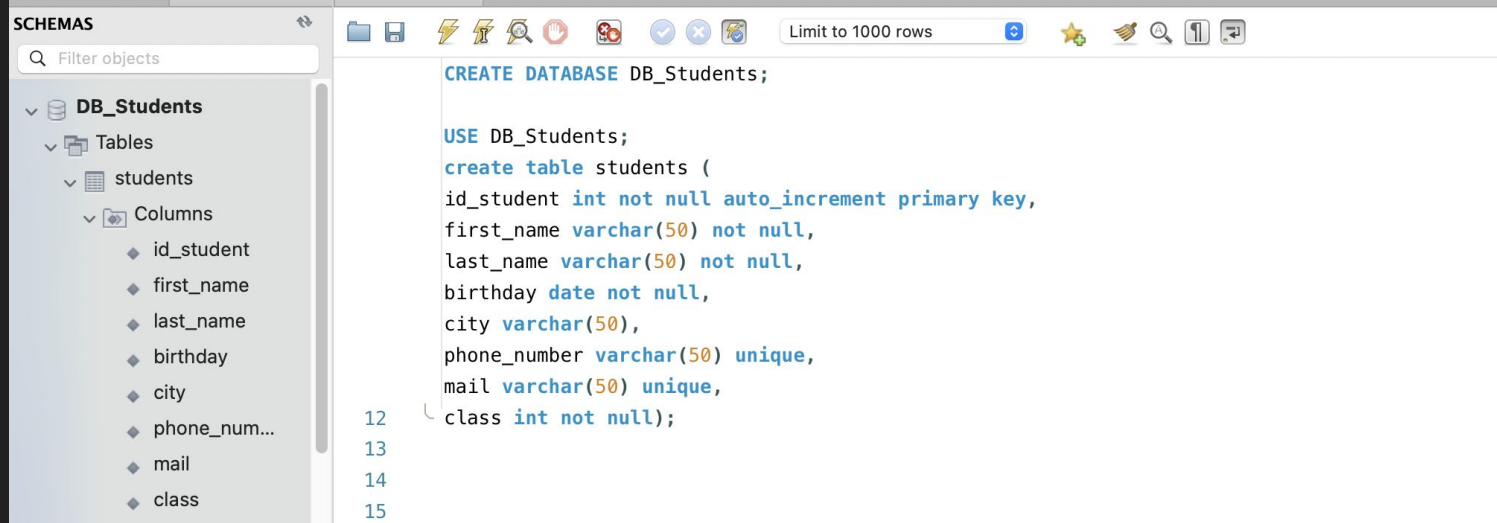 SCHEMAS
Filter objects
DB_Students
Tables
students
Columns
id_student
first_name
last_name
birthday
city
phone_num...
mail
class
Limit to 1000 rows
CREATE DATABASE DB_Students;
USE DB_Students;
create table students (
id_student int not null auto_increment primary key,
first_name varchar(50) not null,
last_name varchar(50) not null,
birthday date not null,
city varchar(50),
phone_number varchar(50) unique,
mail varchar(50) unique,
12 class int not null);
13
14
15